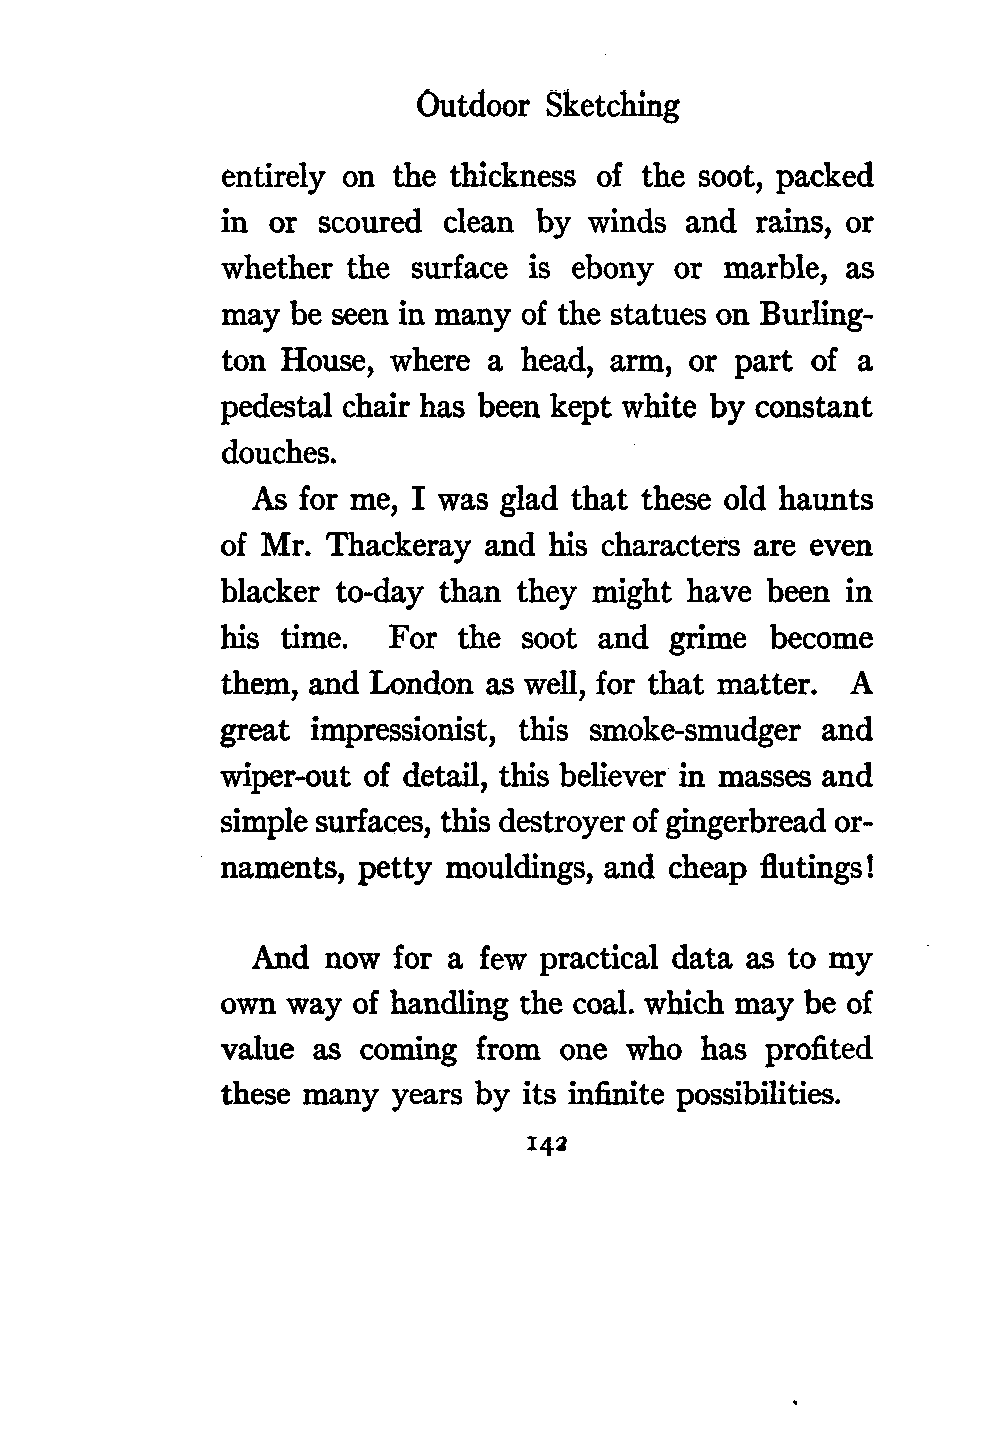 Outdoor Sketching
entirely on the thickness of the soot, packed
in or scoured clean by winds and rains, or
whether the surface is ebony or marble, as
may be seen in many of the statues on Burling-
ton House, where a head, arm, or part of a
pedestal chair has been kept white by constant
douches.
As for me, I was glad that these old haunts
of Mr. Thackeray and his characters are even
blacker to-day than they might have been in
his time. For the soot and grime become
them, and London as well, for that matter. A
great impressionist, this smoke-smudger and
wiper-out of detail, this believer in masses and
simple surfaces, this destroyer of gingerbread or-
naments, petty mouldings, and cheap flutings!
And now for a few practical data as to my
own way of handling the coal. which may be of
value as coming from one who has profited
these many years by its infinite possibilities.
142